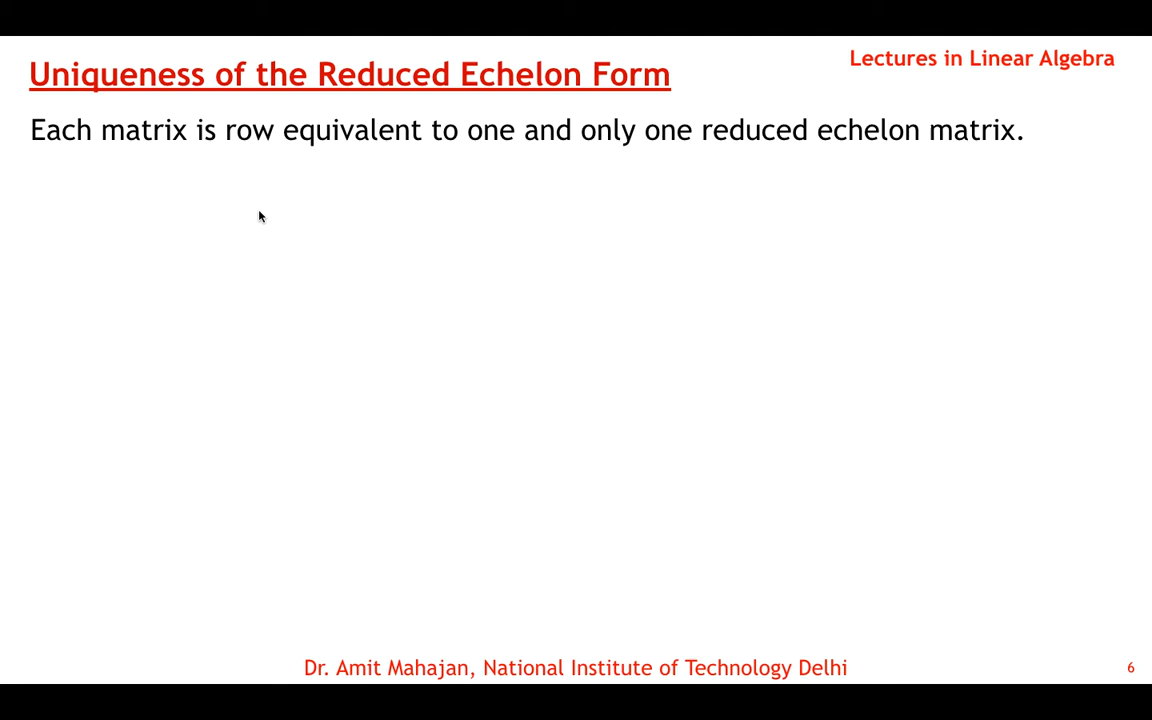 Lectures in Linear Algebra
Uniqueness of the Reduced Echelon Form
Each matrix is row equivalent to one and only one reduced echelon matrix.
Dr. Amit Mahajan, National Institute of Technology Delhi
6